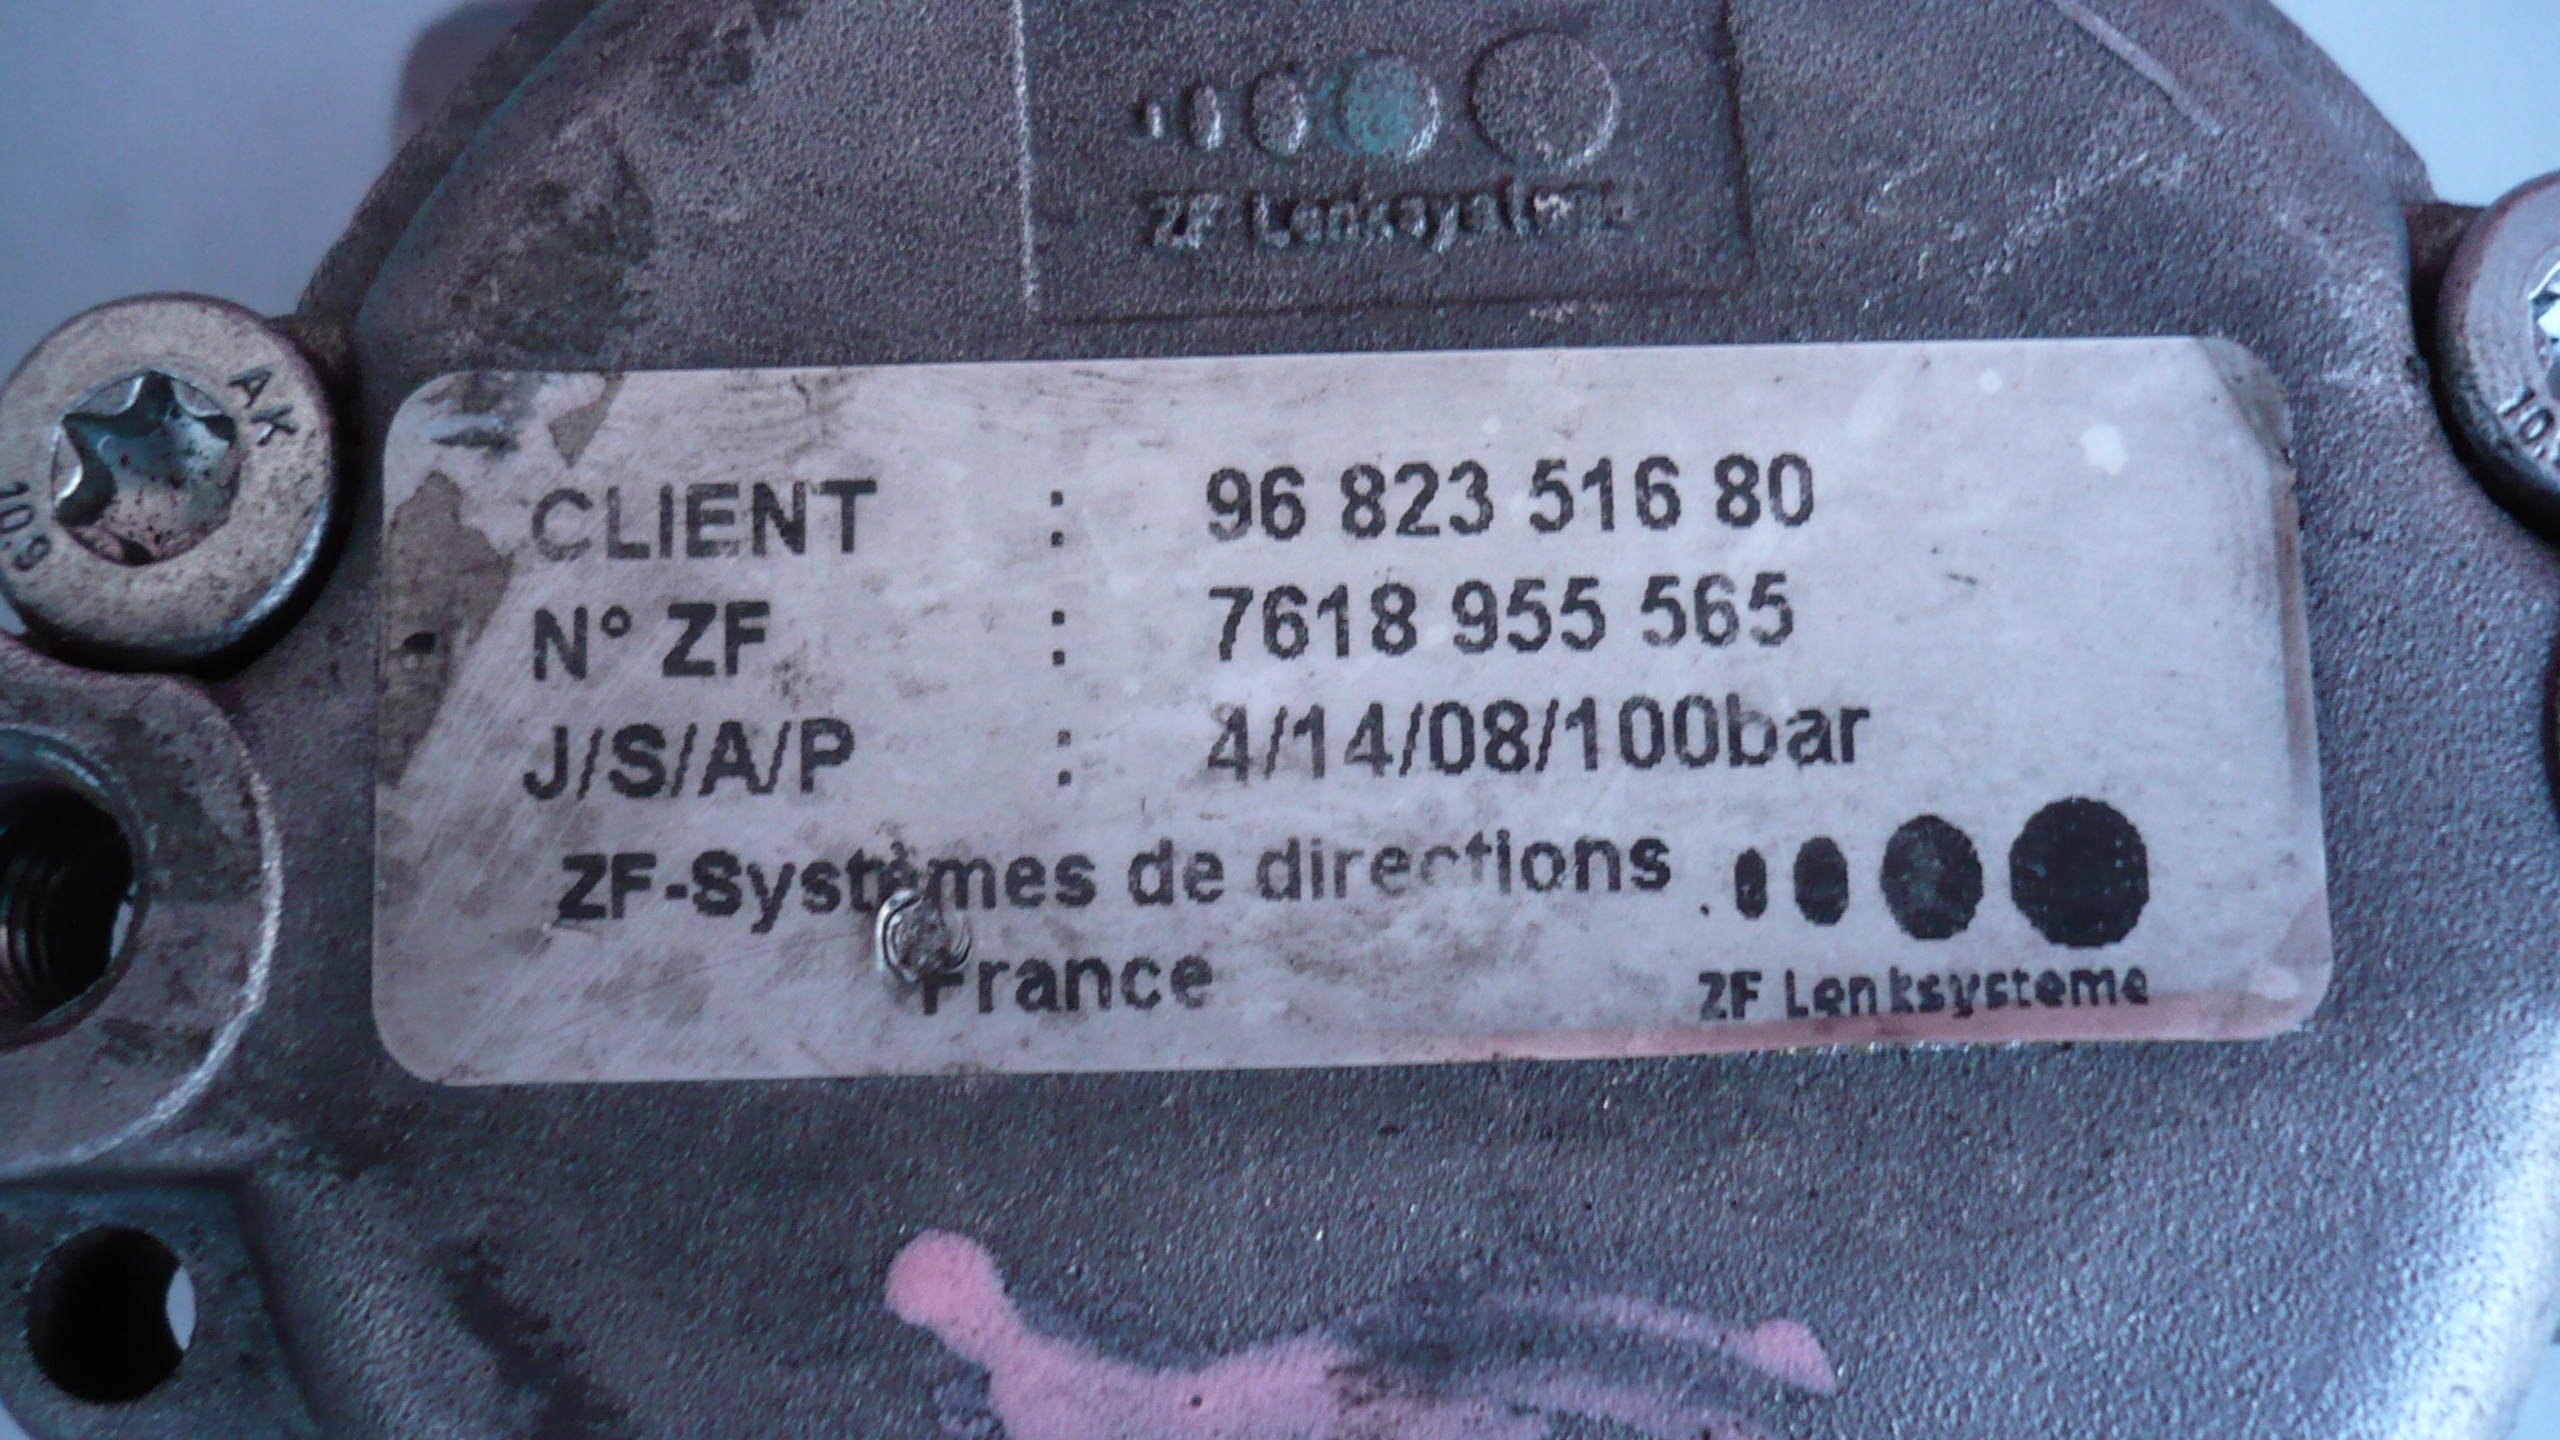 ZF Lenksysteme
AK
10.9
10.
CLIENT : 96 823 516 80
N° ZF : 7618 955 565
J/S/A/P : 4/14/08/100bar
ZF-Systèmes de directions
France
ZF Lenksysteme